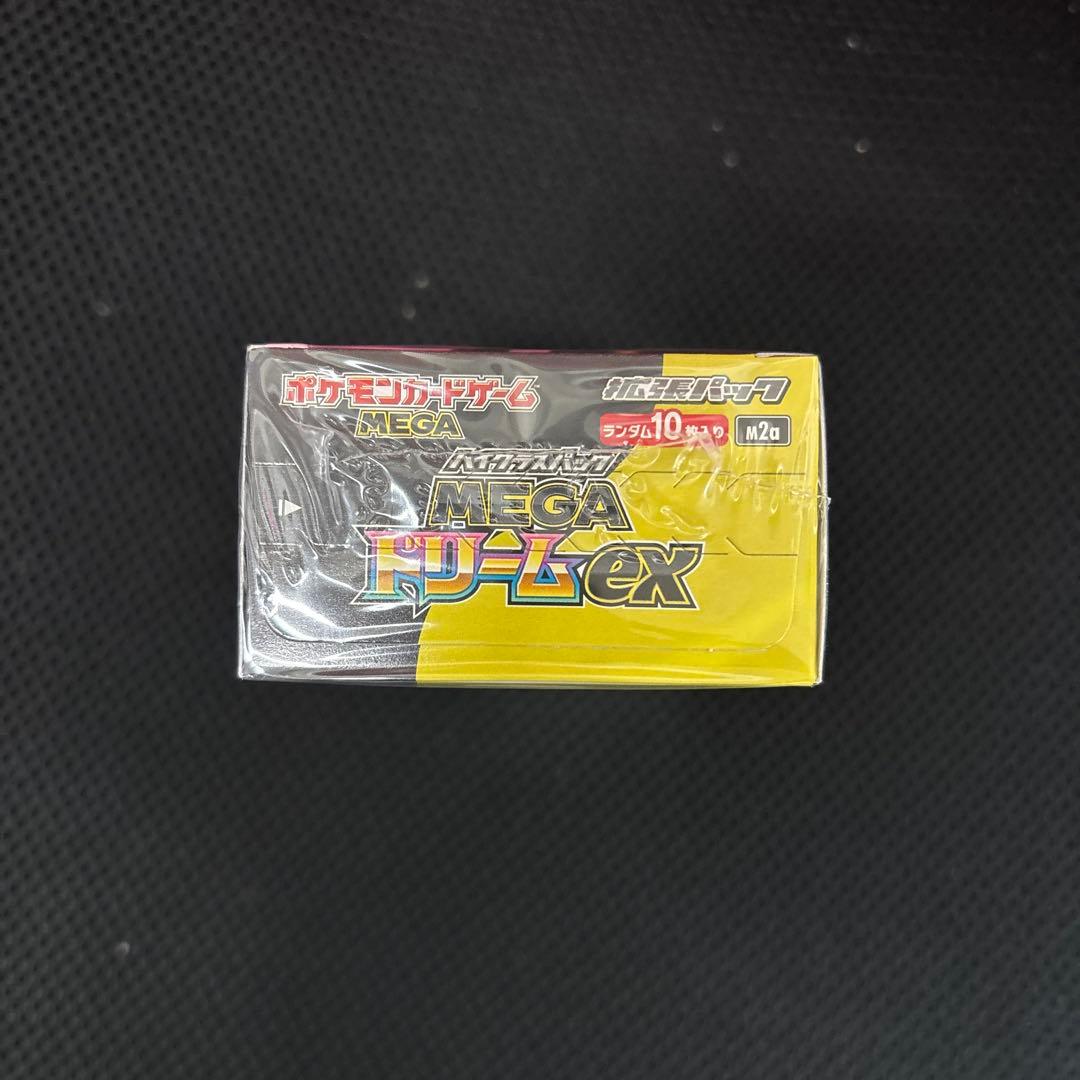 ポケモンカードゲーム
MEGA
拡張パック
ランダム10枚入り
M2a
ハイクラスパック
MEGA
ドリームex